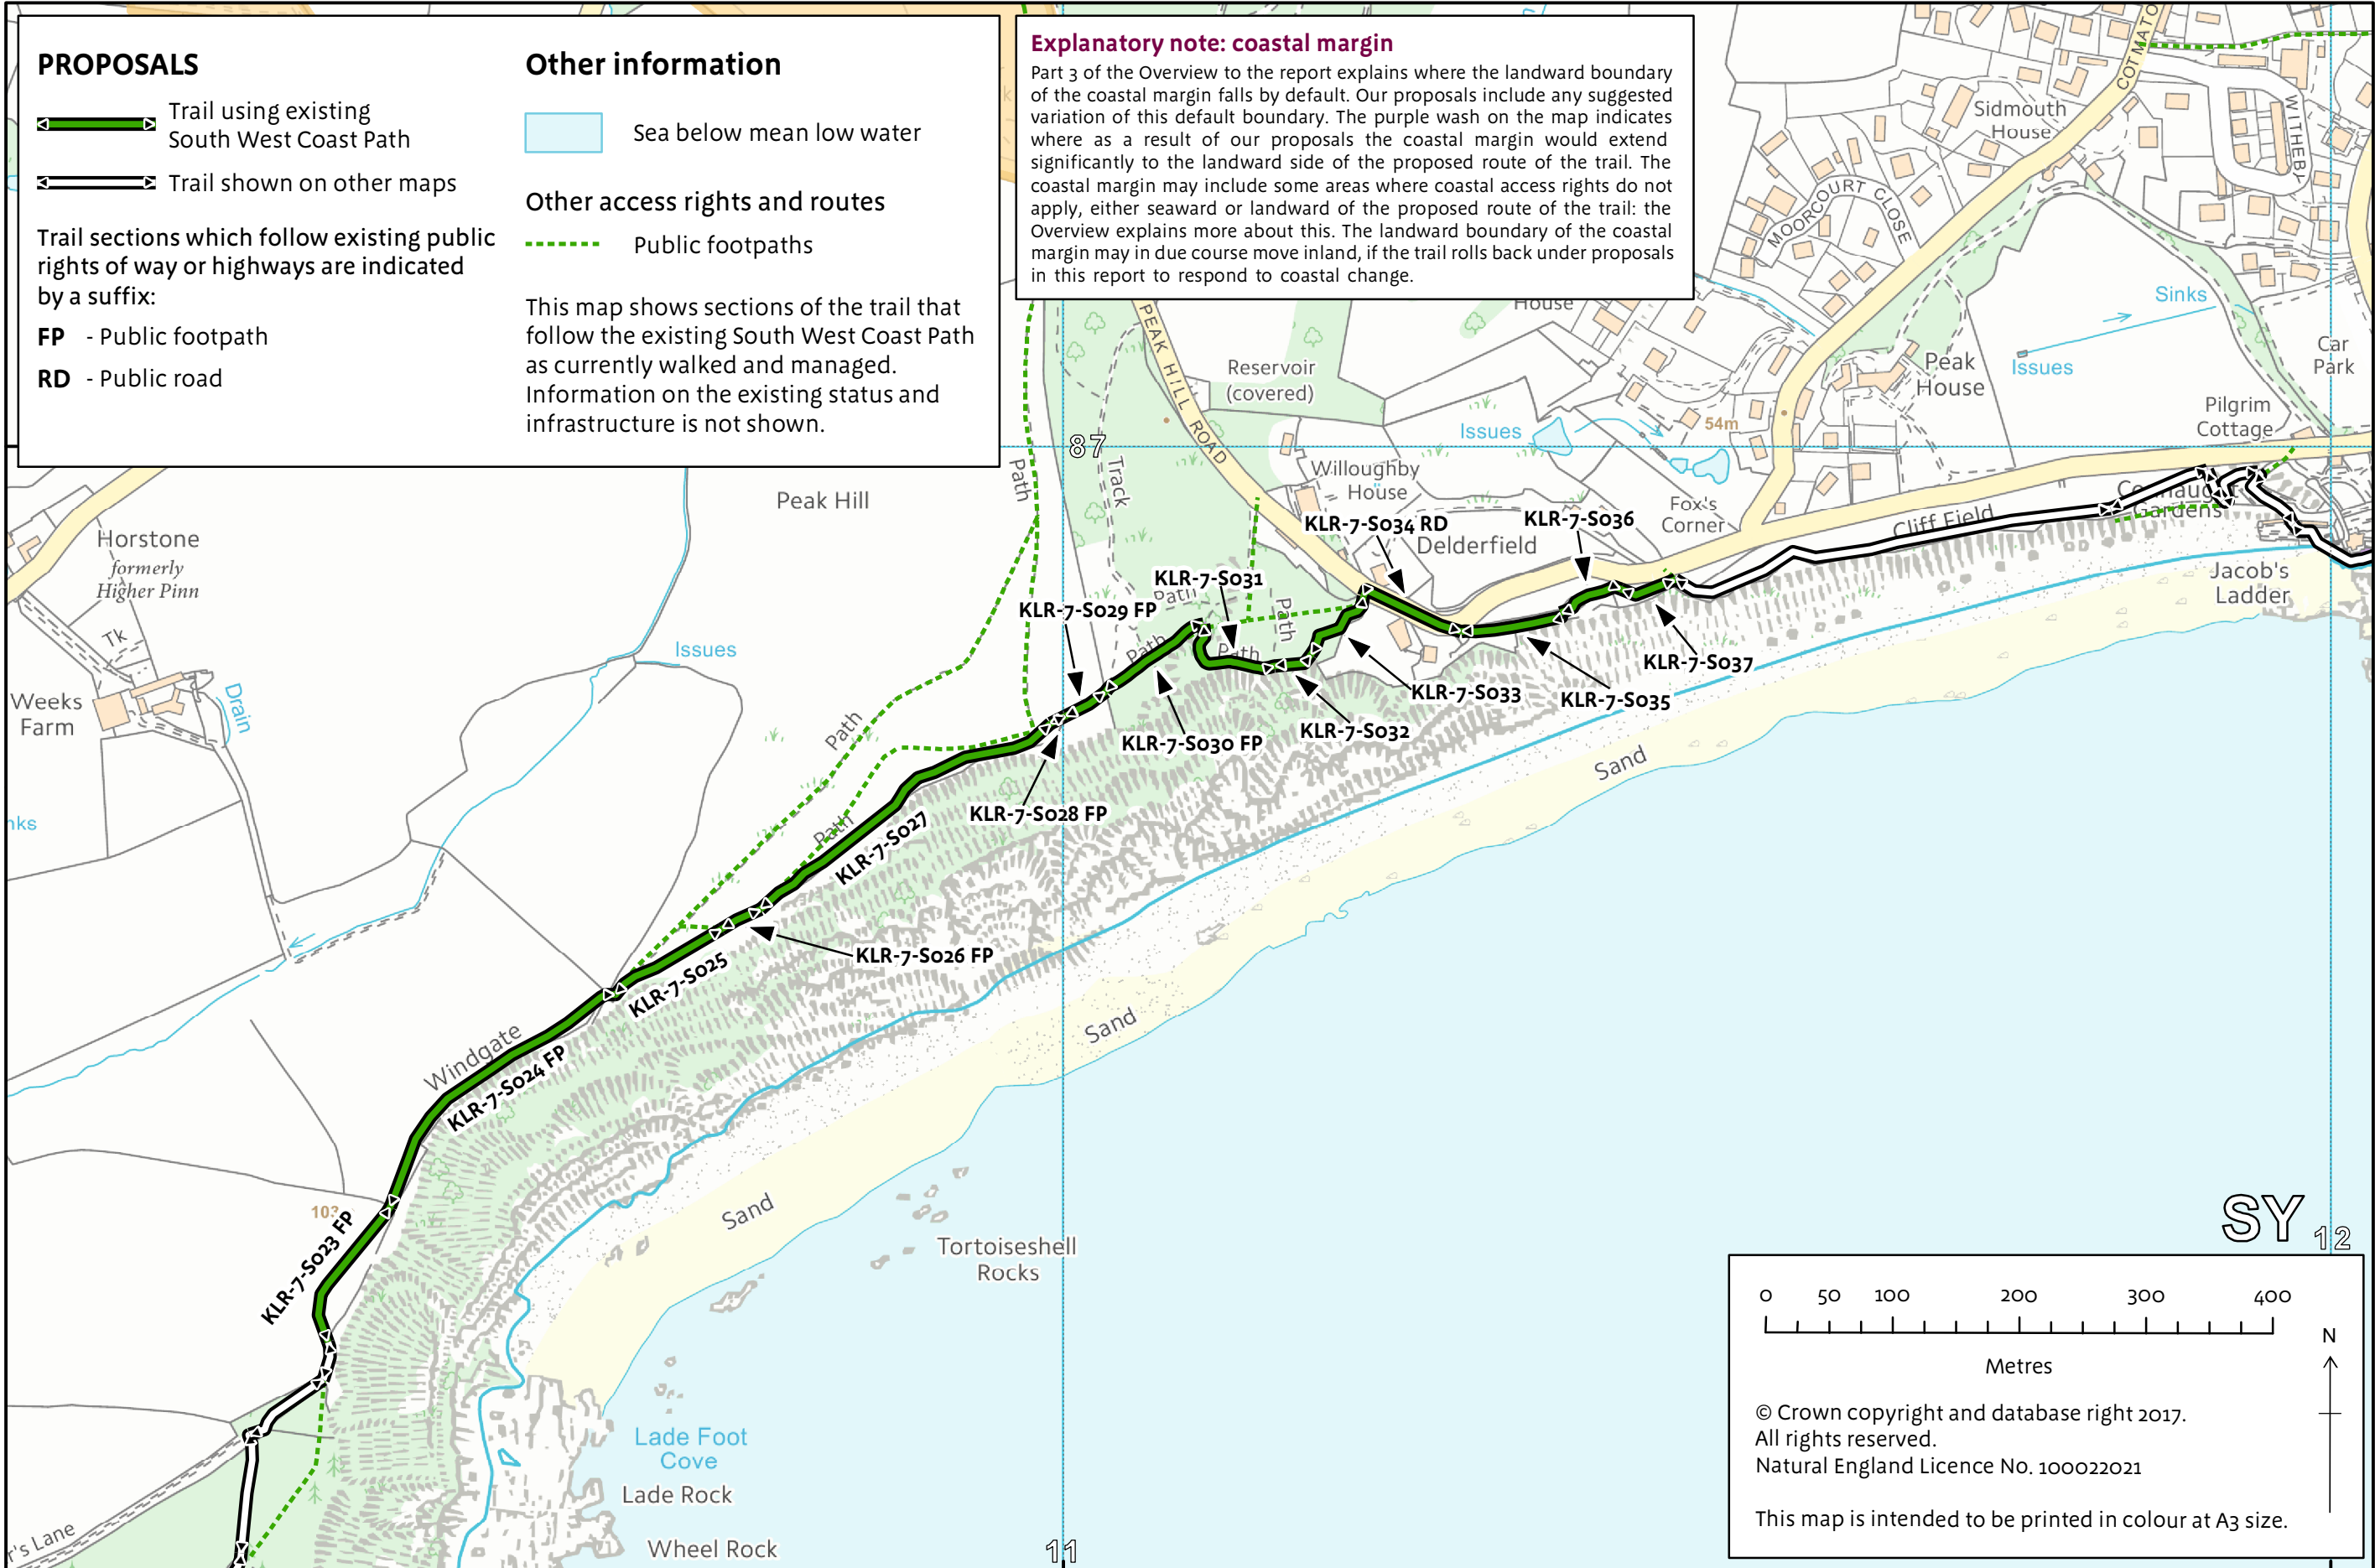 PROPOSALS
Trail using existing
South West Coast Path
Trail shown on other maps
Trail sections which follow existing public
rights of way or highways are indicated
by a suffix:
FP - Public footpath
RD - Public road
Other information
Sea below mean low water
Other access rights and routes
Public footpaths
This map shows sections of the trail that
follow the existing South West Coast Path
as currently walked and managed.
Information on the existing status and
infrastructure is not shown.
Explanatory note: coastal margin
Part 3 of the Overview to the report explains where the landward boundary
of the coastal margin falls by default. Our proposals include any suggested
variation of this default boundary. The purple wash on the map indicates
where as a result of our proposals the coastal margin would extend
significantly to the landward side of the proposed route of the trail. The
coastal margin may include some areas where coastal access rights do not
apply, either seaward or landward of the proposed route of the trail: the
Overview explains more about this. The landward boundary of the coastal
margin may in due course move inland, if the trail rolls back under proposals
in this report to respond to coastal change.
COTMATO
Sidmouth
House
WITHEBY
MOORCOURT CLOSE
Sinks
Car
Park
Peak
House
Issues
Pilgrim
Cottage
House
PEAK HILL ROAD
Reservoir
(covered)
Issues
54m
87
Path
Track
Willoughby
House
Fox's
Corner
Connaught
Gardens
Cliff Field
Peak Hill
Horstone
formerly
Higher Pinn
Tk
KLR-7-S034 RD
KLR-7-S036
Delderfield
Jacob's
Ladder
KLR-7-S031
Path
KLR-7-S029 FP
Path
Path
Path
Issues
KLR-7-S037
KLR-7-S033
KLR-7-S035
Weeks
Farm
Drain
Path
KLR-7-S032
KLR-7-S030 FP
Sand
KLR-7-S028 FP
nks
Path
KLR-7-S027
KLR-7-S026 FP
KLR-7-S025
Sand
Windgate
KLR-7-S024 FP
103
KLR-7-S023 FP
Sand
Tortoiseshell
Rocks
SY
12
0 50 100 200 300 400
Metres
N
© Crown copyright and database right 2017.
All rights reserved.
Natural England Licence No. 100022021
This map is intended to be printed in colour at A3 size.
Lade Foot
Cove
Lade Rock
Wheel Rock
r's Lane
11